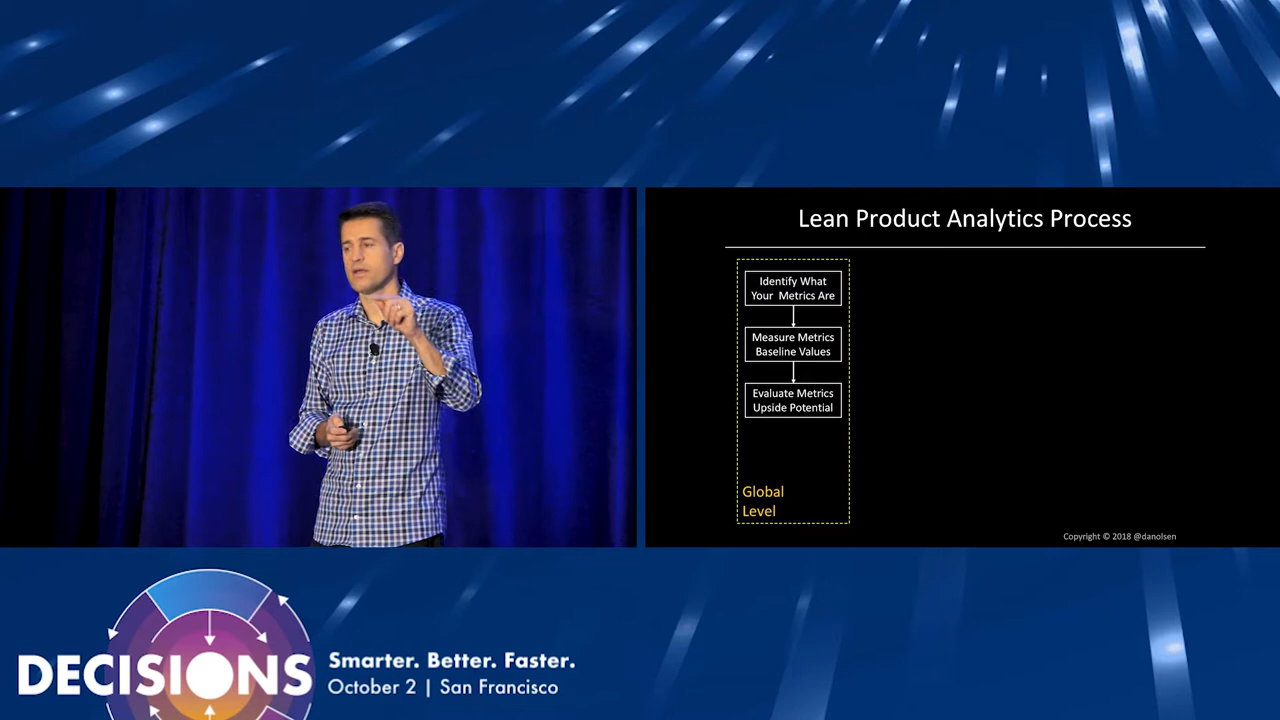 Lean Product Analytics Process
Identify What
Your Metrics Are
Measure Metrics
Baseline Values
Evaluate Metrics
Upside Potential
Global
Level
Copyright © 2018 @danolsen
DECISIONS
Smarter. Better. Faster.
October 2 | San Francisco